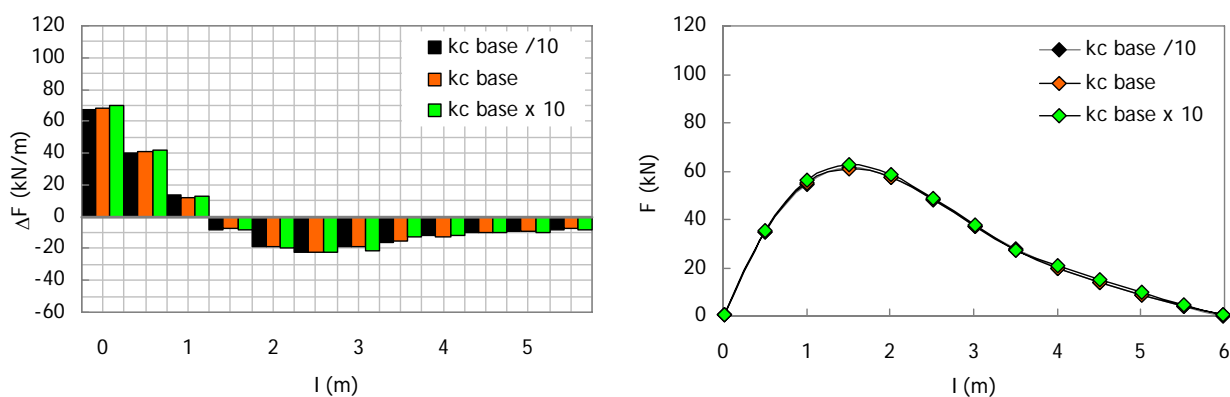 120
100
80
60
40
20
0
-20
-40
-60
ΔF (kN/m)
kc base /10
kc base
kc base x 10
0 1 2 3 4 5
l (m)
120
100
80
60
40
20
0
F (kN)
kc base /10
kc base
kc base x 10
0 1 2 3 4 5 6
l (m)